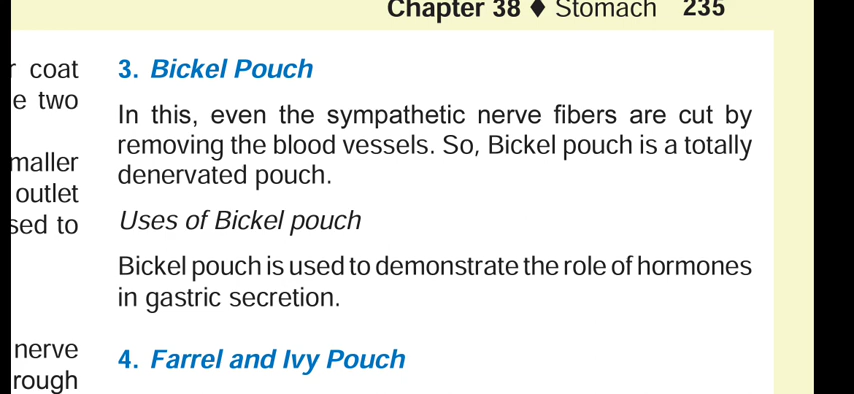 Chapter 38 ♦ Stomach 235
coat
e two
maller
outlet
sed to
nerve
rough
3. Bickel Pouch
In this, even the sympathetic nerve fibers are cut by
removing the blood vessels. So, Bickel pouch is a totally
denervated pouch.
Uses of Bickel pouch
Bickel pouch is used to demonstrate the role of hormones
in gastric secretion.
4. Farrel and Ivy Pouch